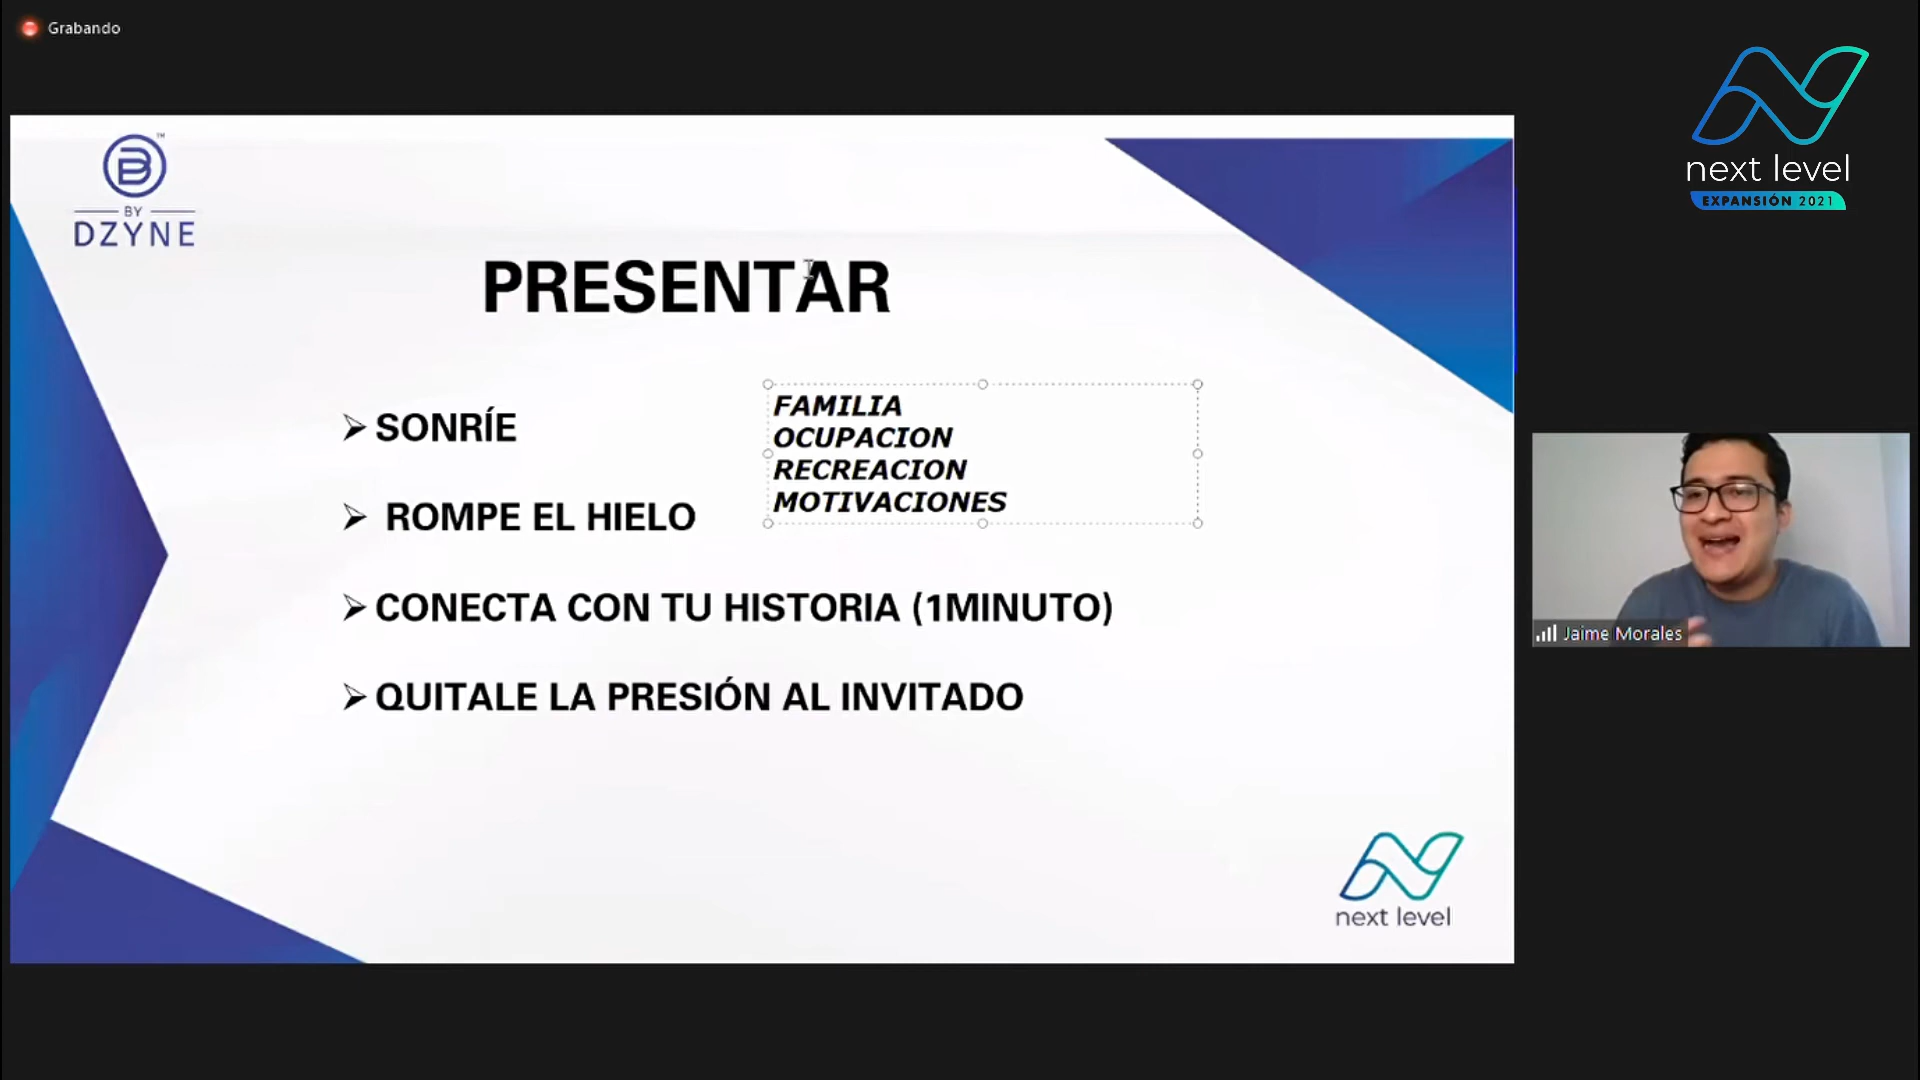 Grabando
next level
EXPANSIÓN 2021
B™
BY
DZYNE
PRESENTAR
SONRÍE
FAMILIA
OCUPACION
RECREACION
MOTIVACIONES
ROMPE EL HIELO
CONECTA CON TU HISTORIA (1MINUTO)
QUITALE LA PRESIÓN AL INVITADO
Jaime Morales
next level